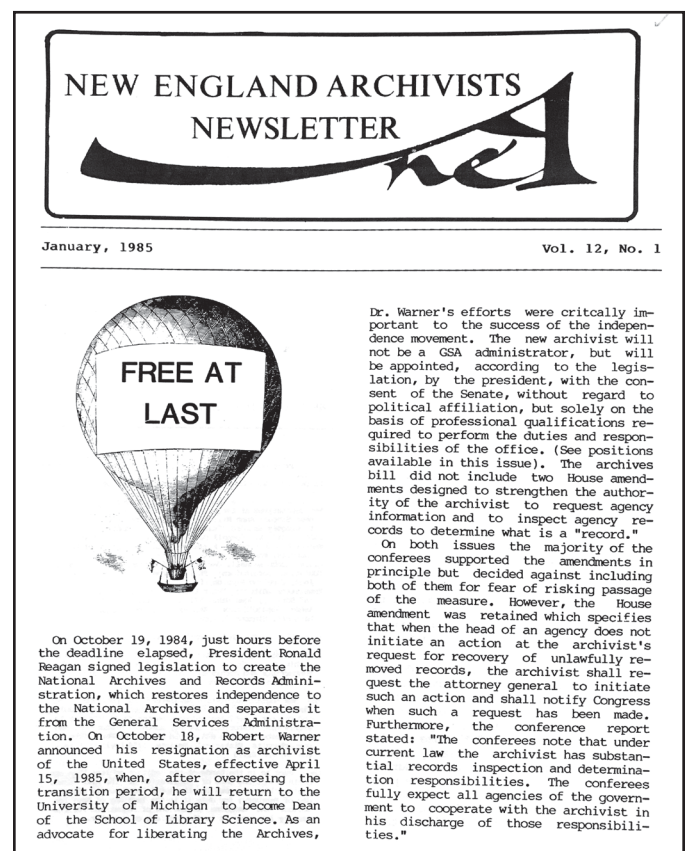 NEW ENGLAND ARCHIVISTS
NEWSLETTER
neA
January, 1985
Vol. 12, No. 1
FREE AT
LAST
On October 19, 1984, just hours before
the deadline elapsed, President Ronald
Reagan signed legislation to create the
National Archives and Records Admini-
stration, which restores independence to
the National Archives and separates it
from the General Services Administra-
tion. On October 18, Robert Warner
announced his resignation as archivist
of the United States, effective April
15, 1985, when, after overseeing the
transition period, he will return to the
University of Michigan to become Dean
of the School of Library Science. As an
advocate for liberating the Archives,
Dr. Warner's efforts were critcally im-
portant to the success of the indepen-
dence movement. The new archivist will
not be a GSA administrator, but will
be appointed, according to the legis-
lation, by the president, with the con-
sent of the Senate, without regard to
political affiliation, but solely on the
basis of professional qualifications re-
quired to perform the duties and respon-
sibilities of the office. (See positions
available in this issue). The archives
bill did not include two House amend-
ments designed to strengthen the author-
ity of the archivist to request agency
information and to inspect agency re-
cords to determine what is a "record."
On both issues the majority of the
conferees supported the amendments in
principle but decided against including
both of them for fear of risking passage
of the measure. However, the House
amendment was retained which specifies
that when the head of an agency does not
initiate an action at the archivist's
request for recovery of unlawfully re-
moved records, the archivist shall re-
quest the attorney general to initiate
such an action and shall notify Congress
when such a request has been made.
Furthermore, the conference report
stated: "The conferees note that under
current law the archivist has substan-
tial records inspection and determina-
tion responsibilities. The conferees
fully expect all agencies of the govern-
ment to cooperate with the archivist in
his discharge of those responsibili-
ties."